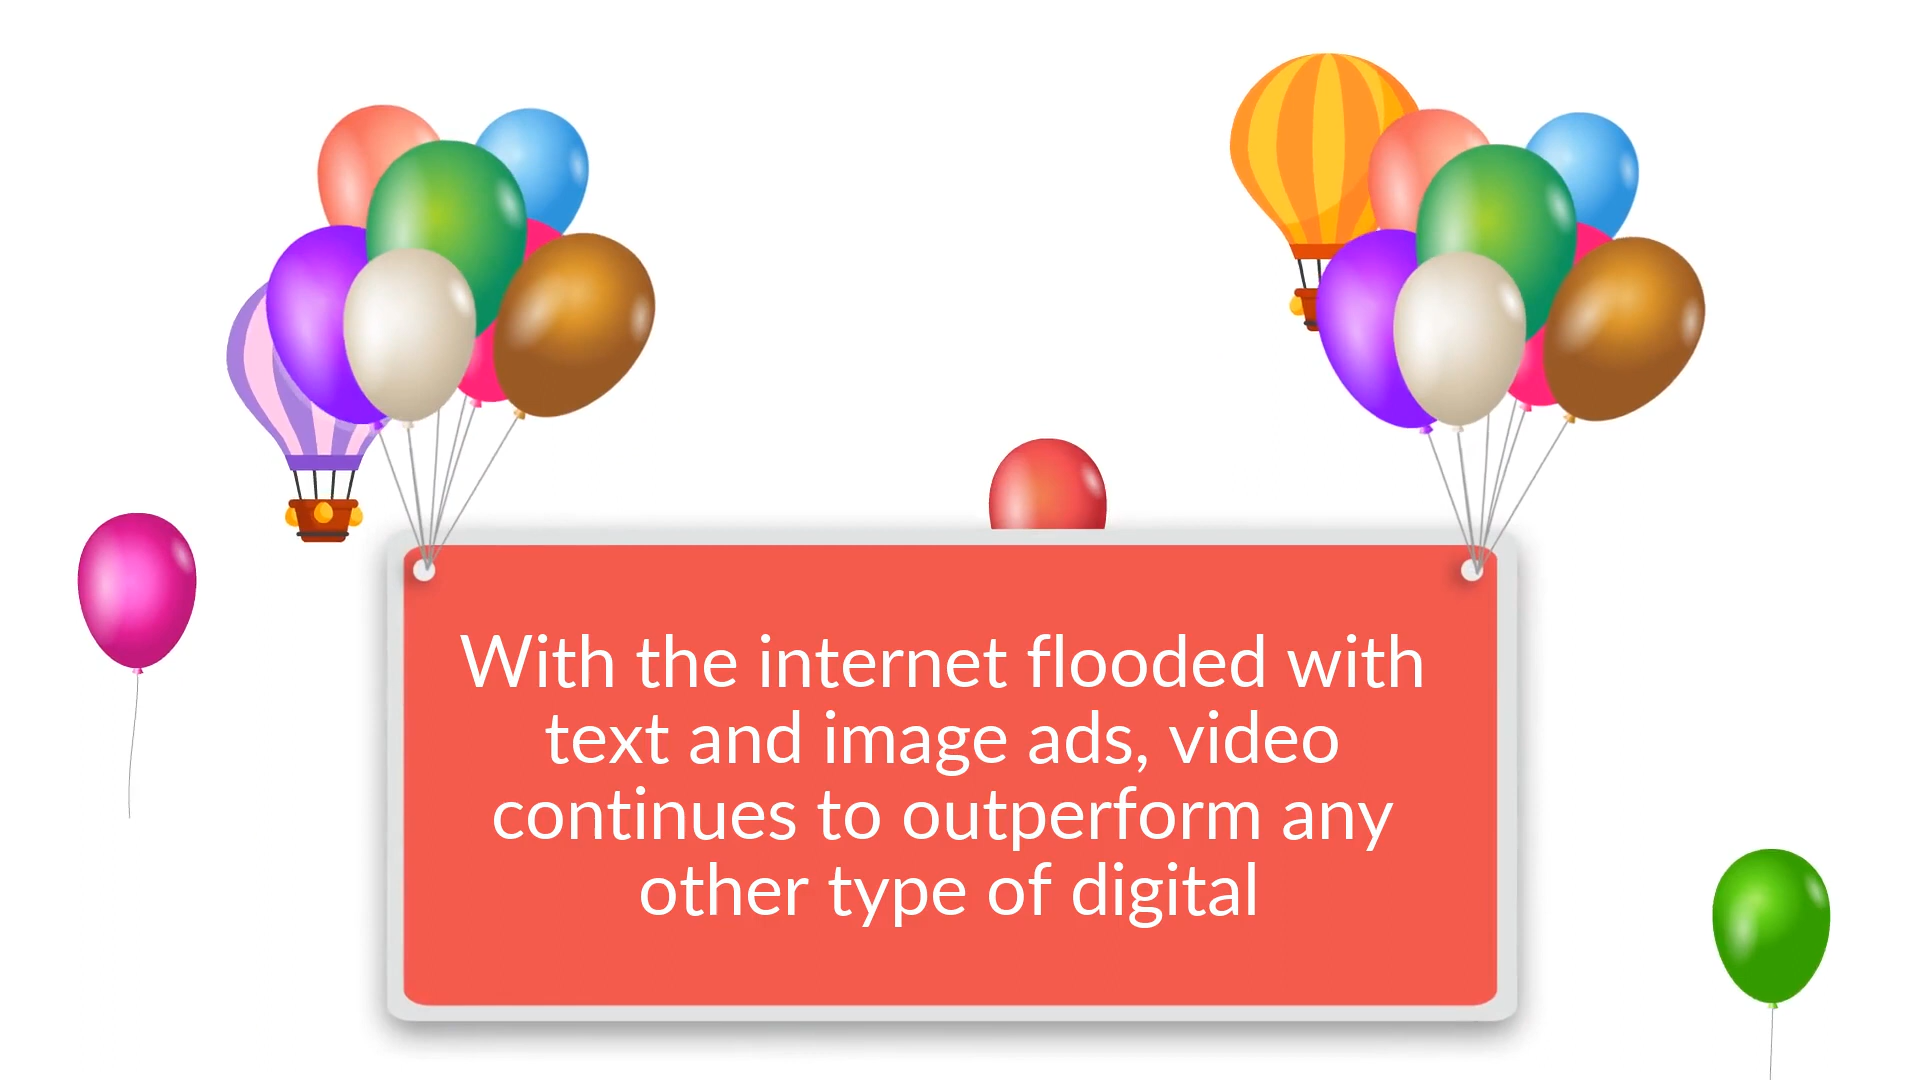 With the internet flooded with
text and image ads, video
continues to outperform any
other type of digital